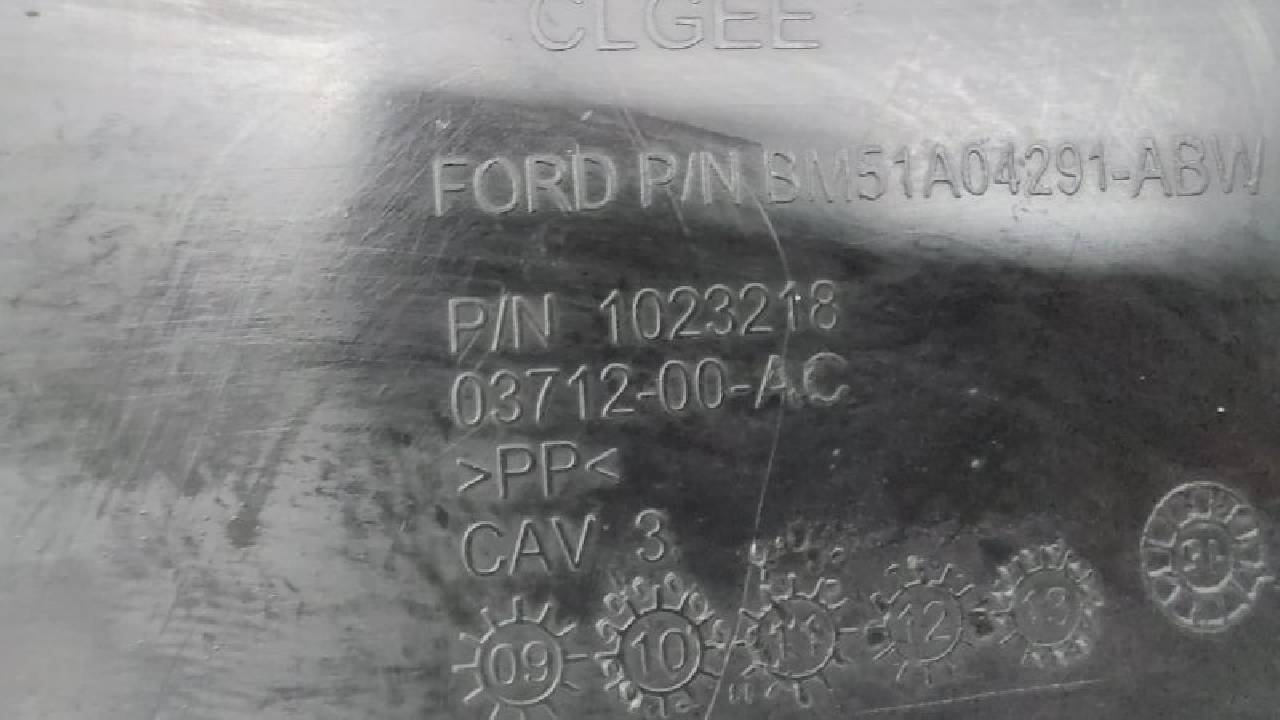 CLGEE
FORD P/N BM51A04291-ABW
P/N 1023218
03712-00-AC
>PP<
CAV 3
09 10 11 12 13